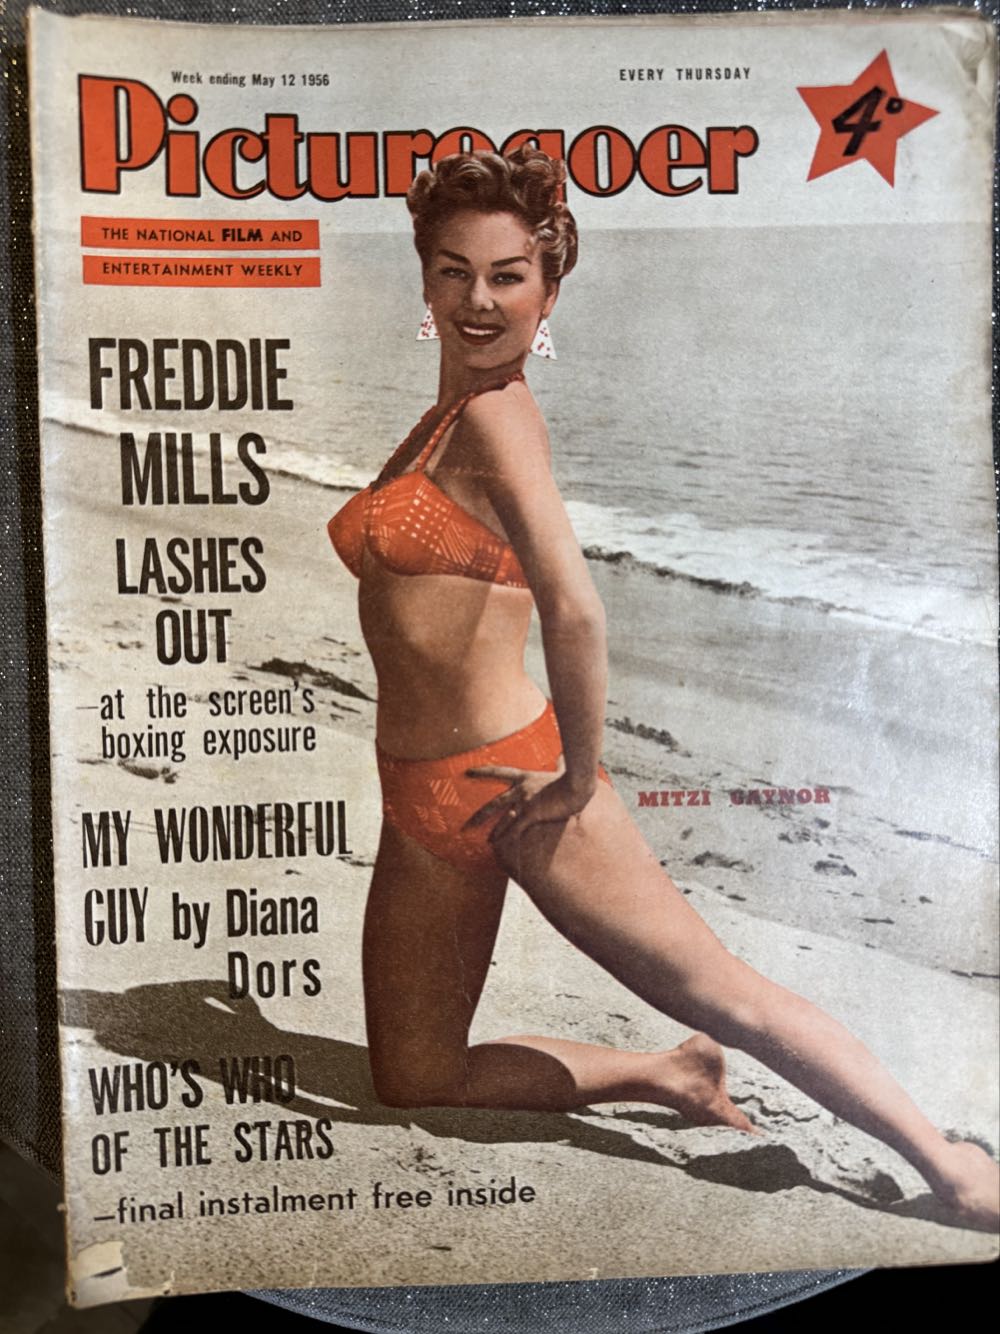 Week ending May 12 1956
EVERY THURSDAY
Picturegoer
4ᴰ
THE NATIONAL FILM AND
ENTERTAINMENT WEEKLY
FREDDIE
MILLS
LASHES
OUT
—at the screen's
boxing exposure
MITZI GAYNOR
MY WONDERFUL
GUY by Diana
Dors
WHO'S WHO
OF THE STARS
—final instalment free inside